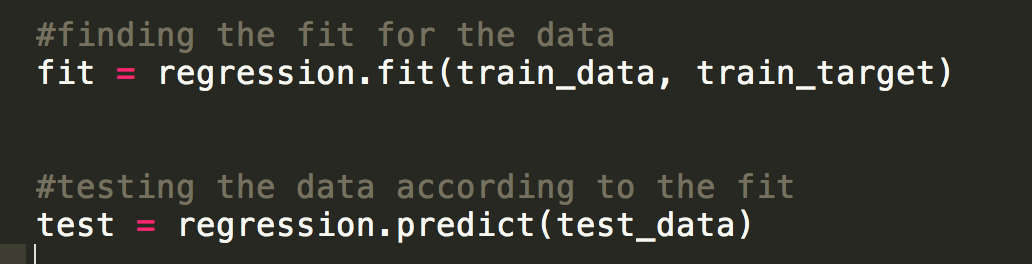 #finding the fit for the data
fit = regression.fit(train_data, train_target)
#testing the data according to the fit
test = regression.predict(test_data)